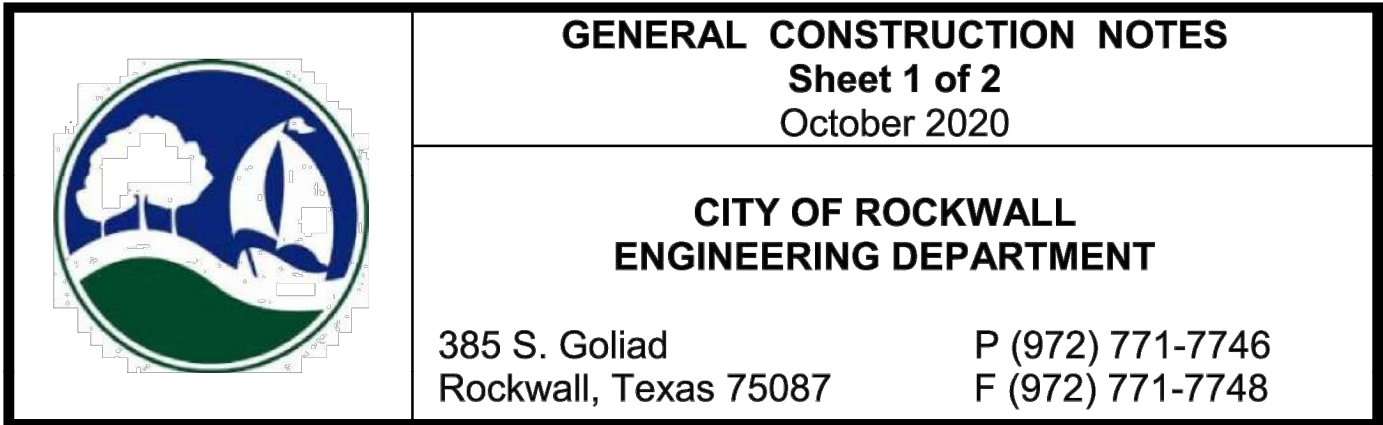 GENERAL CONSTRUCTION NOTES
Sheet 1 of 2
October 2020
CITY OF ROCKWALL
ENGINEERING DEPARTMENT
385 S. Goliad P (972) 771-7746
Rockwall, Texas 75087 F (972) 771-7748